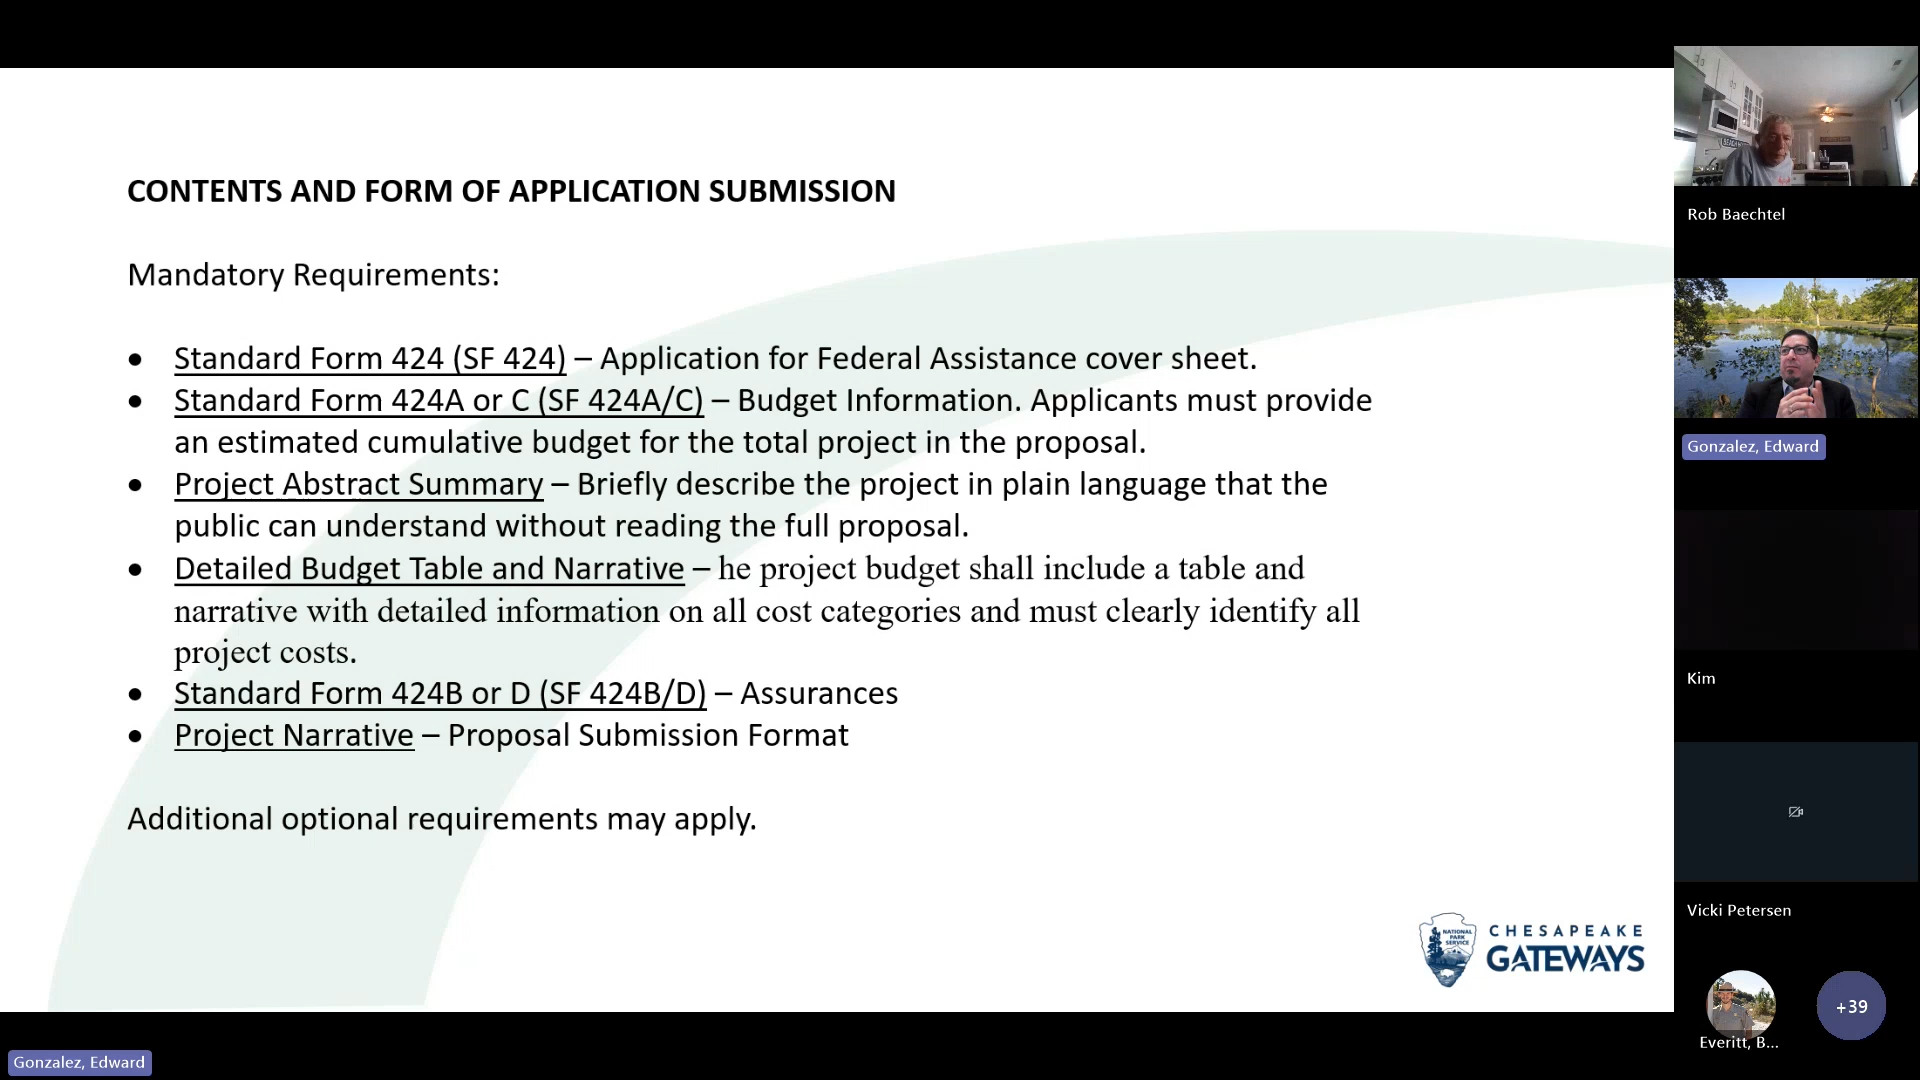 CONTENTS AND FORM OF APPLICATION SUBMISSION
Mandatory Requirements:
• Standard Form 424 (SF 424) – Application for Federal Assistance cover sheet.
• Standard Form 424A or C (SF 424A/C) – Budget Information. Applicants must provide
an estimated cumulative budget for the total project in the proposal.
• Project Abstract Summary – Briefly describe the project in plain language that the
public can understand without reading the full proposal.
• Detailed Budget Table and Narrative – he project budget shall include a table and
narrative with detailed information on all cost categories and must clearly identify all
project costs.
• Standard Form 424B or D (SF 424B/D) – Assurances
• Project Narrative – Proposal Submission Format
Additional optional requirements may apply.
NATIONAL
PARK
SERVICE
CHESAPEAKE
GATEWAYS
Rob Baechtel
Gonzalez, Edward
Kim
Vicki Petersen
Everitt, B...
+39
Gonzalez, Edward